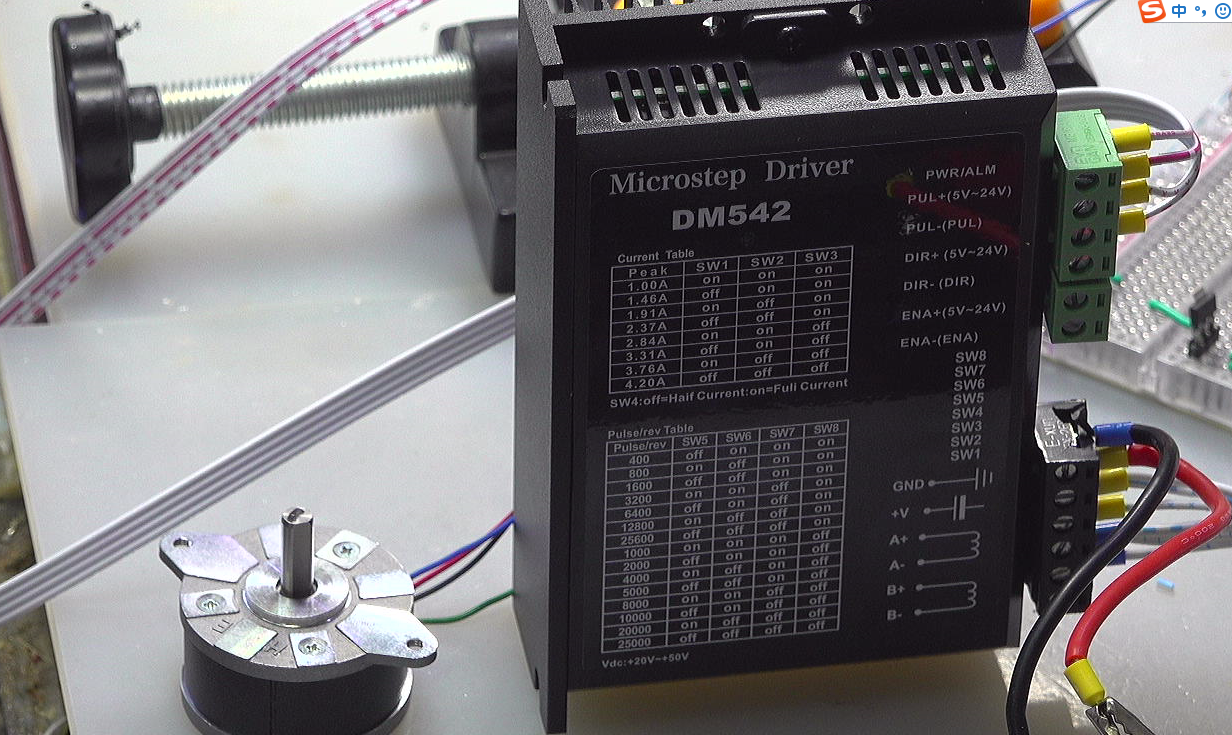 中
Microstep Driver
DM542
Current Table
Peak SW1 SW2 SW3
1.00A on on on
1.46A off on on
1.91A on off on
2.37A off off on
2.84A on on off
3.31A off on off
3.76A on off off
4.20A off off off
SW4:off=Haif Current:on=Full Current
Pulse/rev Table
Pulse/rev SW5 SW6 SW7 SW8
400 off on on on
800 on off on on
1600 off off on on
3200 on on off on
6400 off on off on
12800 on off off on
25600 off off off on
1000 on on on off
2000 off on on off
4000 on off on off
5000 off off on off
8000 on on off off
10000 off on off off
20000 on off off off
25000 off off off off
Vdc:+20V~+50V
PWR/ALM
PUL+(5V~24V)
PUL-(PUL)
DIR+ (5V~24V)
DIR- (DIR)
ENA+(5V~24V)
ENA-(ENA)
SW8
SW7
SW6
SW5
SW4
SW3
SW2
SW1
GND
+V
A+
A-
B+
B-
200°C